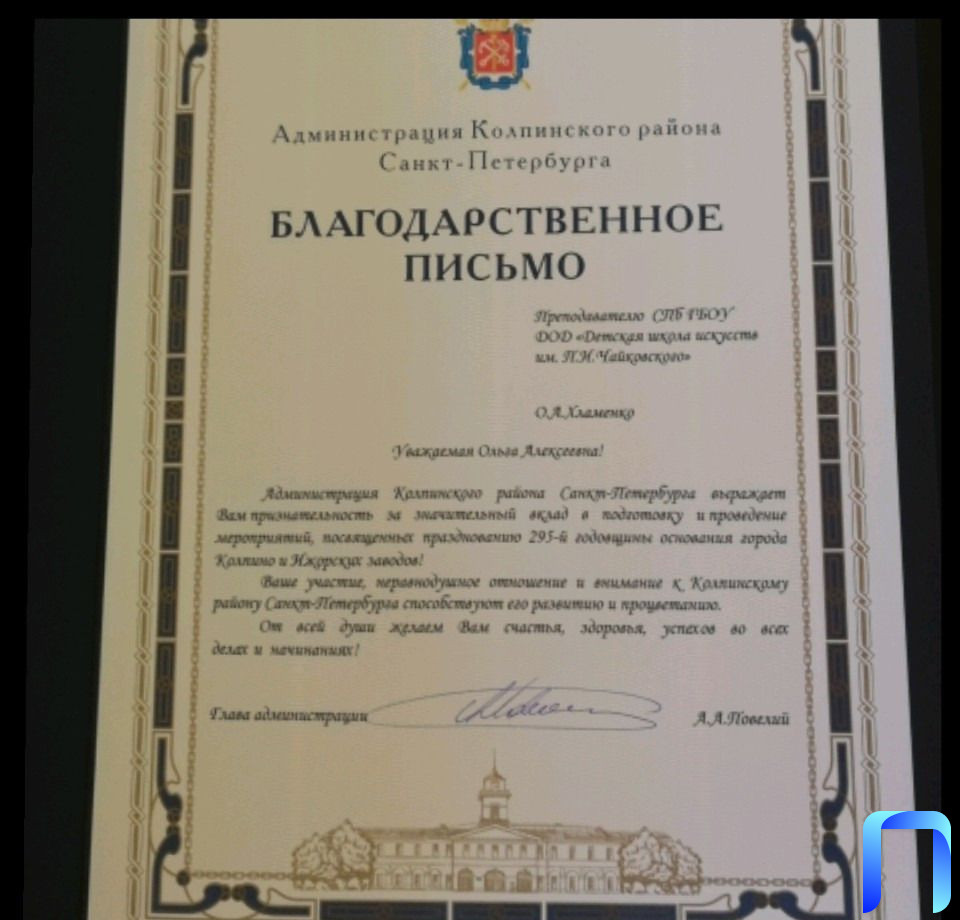 Администрация Колпинского района
Санкт-Петербурга
БЛАГОДАРСТВЕННОЕ
ПИСЬМО
Преподавателю СПб ГБОУ
ДОД «Детская школа искусств
им. П.И.Чайковского»
О.А.Хламенко
Уважаемая Ольга Алексеевна!
Администрация Колпинского района Санкт-Петербурга выражает
Вам признательность за значительный вклад в подготовку и проведение
мероприятий, посвященных празднованию 295-й годовщины основания города
Колпино и Ижорских заводов!
Ваше участие, неравнодушное отношение и внимание к Колпинскому
району Санкт-Петербурга способствуют его развитию и процветанию.
От всей души желаем Вам счастья, здоровья, успехов во всех
делах и начинаниях!
Глава администрации А.А.Повелий